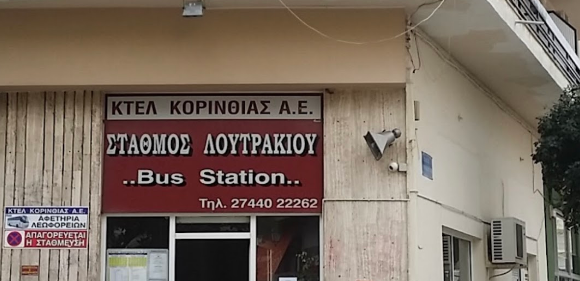 ΚΤΕΛ ΚΟΡΙΝΘΙΑΣ Α.Ε.
ΣΤΑΘΜΟΣ ΛΟΥΤΡΑΚΙΟΥ
..Bus Station..
Τηλ. 27440 22262
ΚΤΕΛ ΚΟΡΙΝΘΙΑΣ Α.Ε.
ΑΦΕΤΗΡΙΑ
ΛΕΩΦΟΡΕΙΩΝ
ΑΠΑΓΟΡΕΥΕΤΑΙ
Η ΣΤΑΘΜΕΥΣΗ